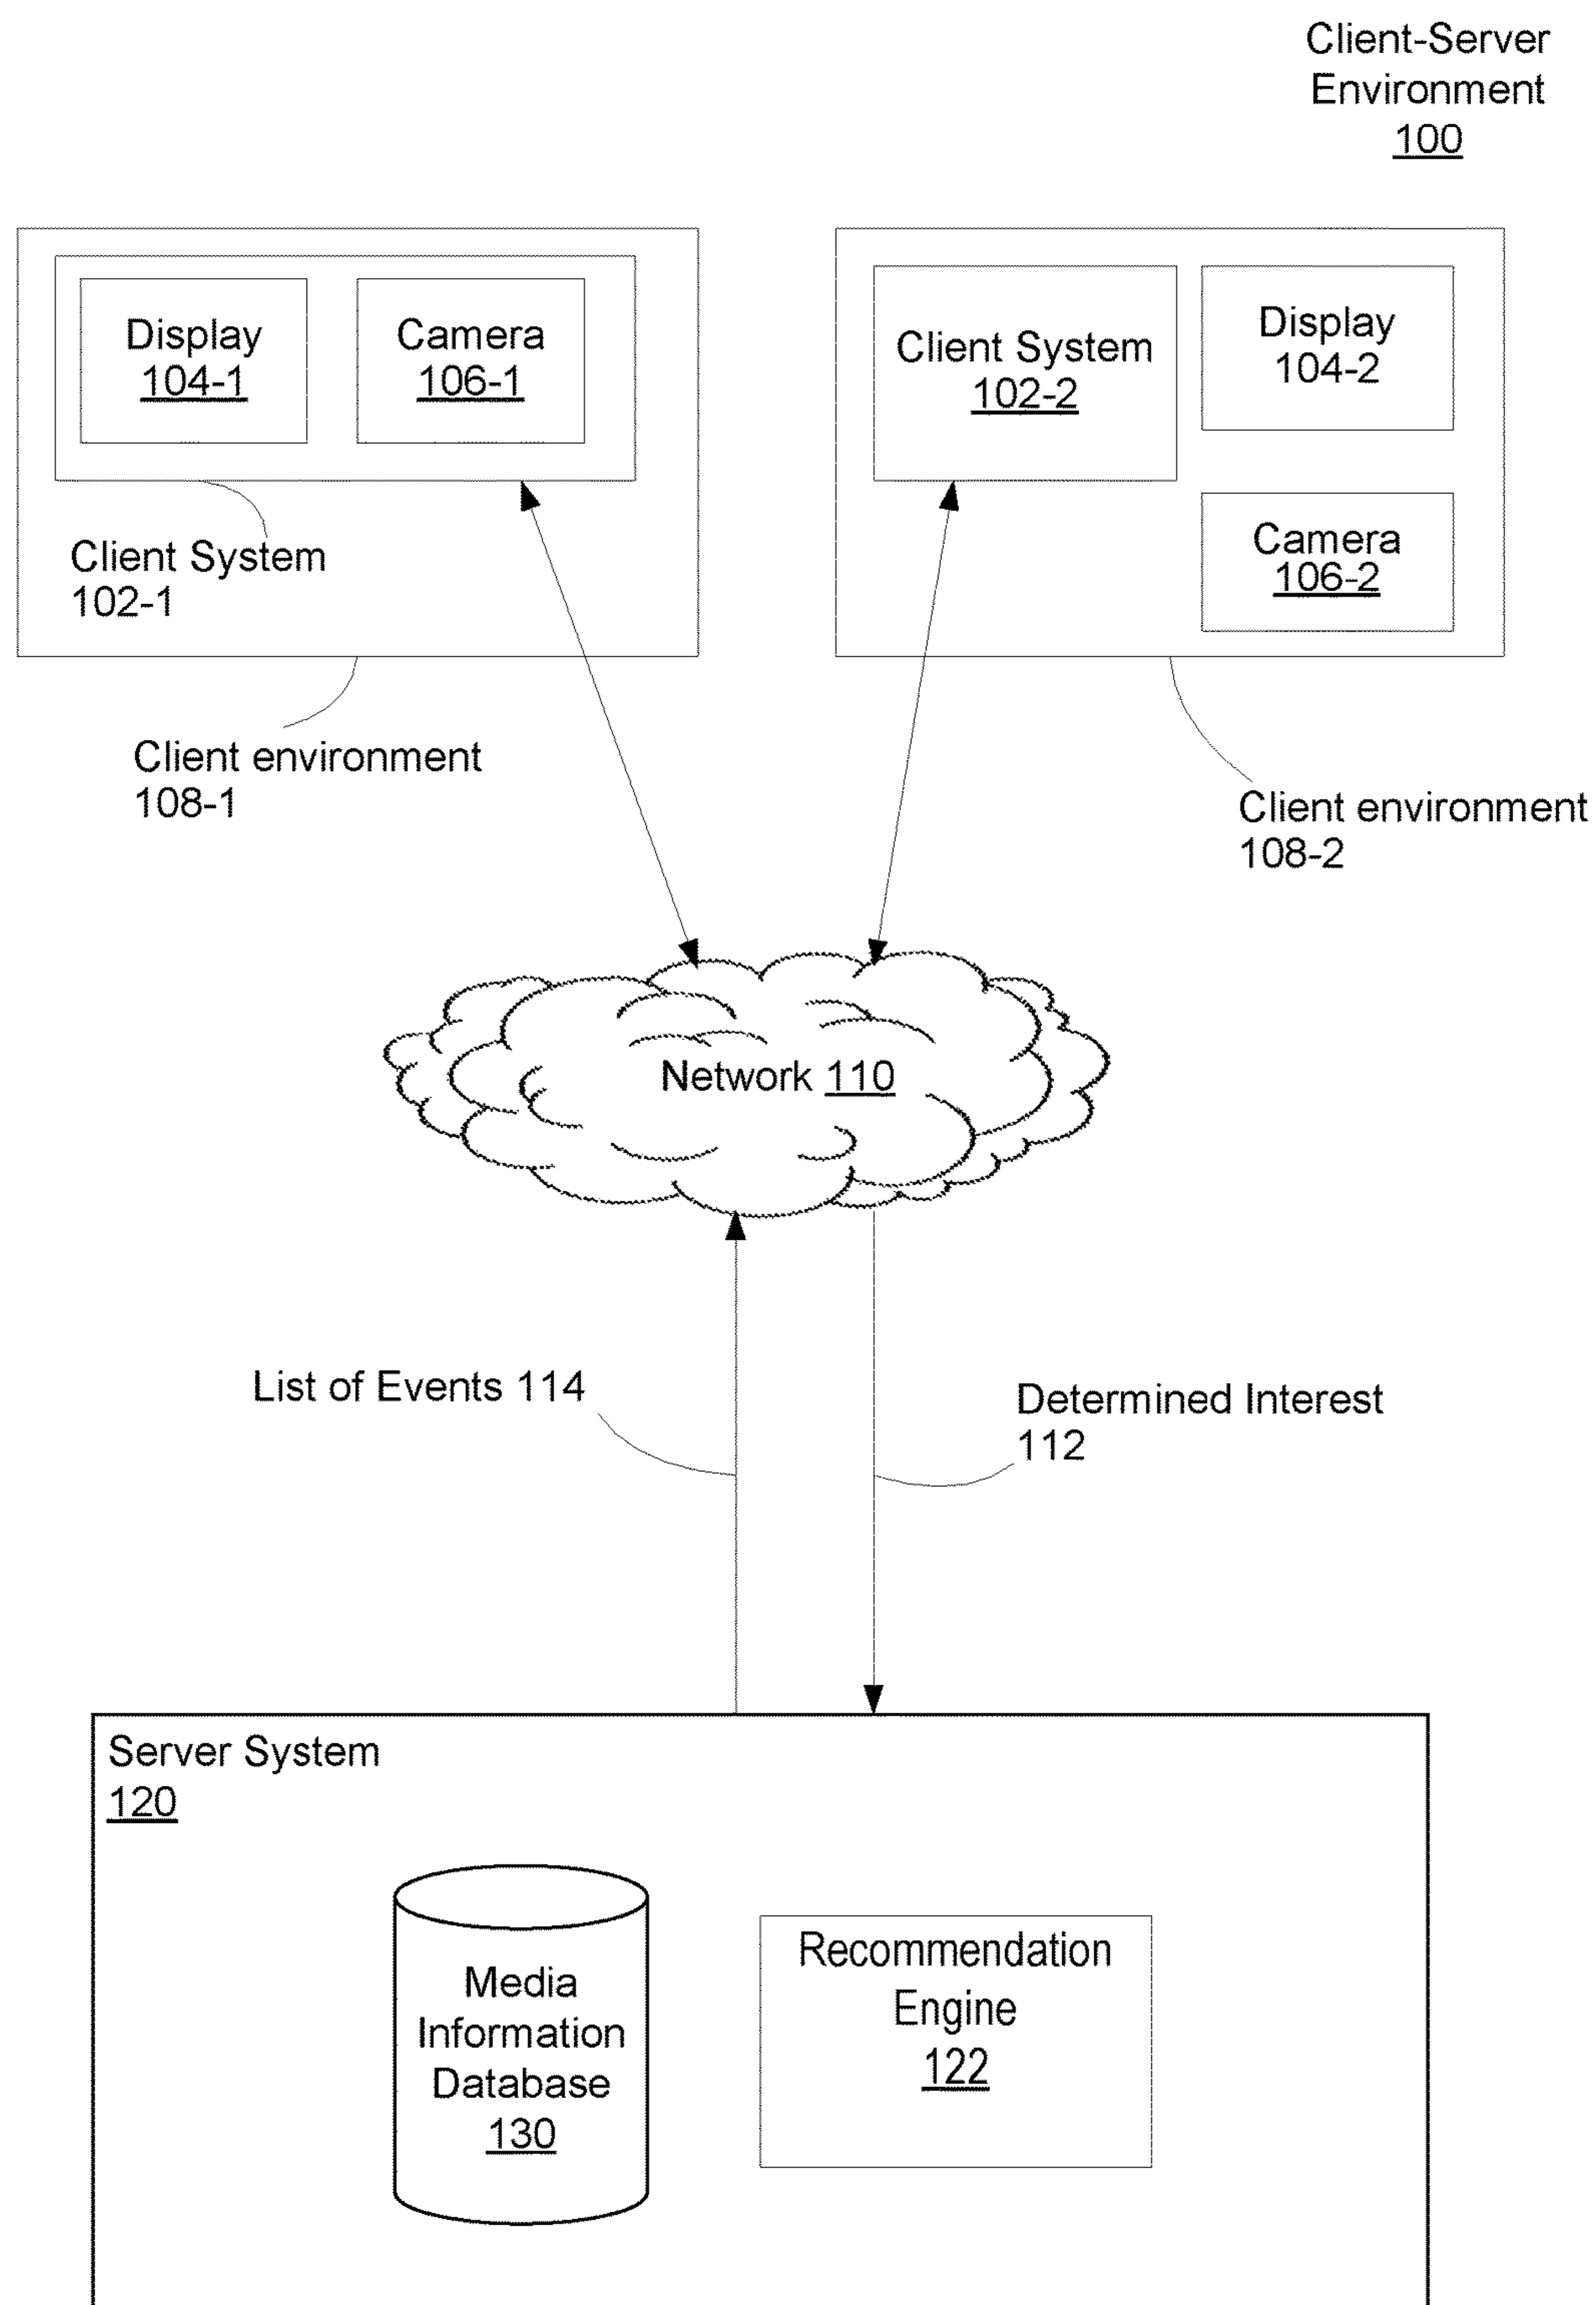 Client-Server
Environment
100
Display
104-1
Camera
106-1
Client System
102-1
Client environment
108-1
Client System
102-2
Display
104-2
Camera
106-2
Client environment
108-2
Network 110
List of Events 114
Determined Interest
112
Server System
120
Media
Information
Database
130
Recommendation
Engine
122